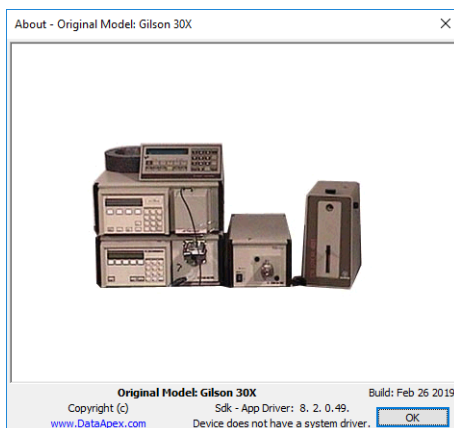 About - Original Model: Gilson 30X
Original Model: Gilson 30X Build: Feb 26 2019
Copyright (c) Sdk - App Driver: 8. 2. 0.49.
www.DataApex.com Device does not have a system driver. OK